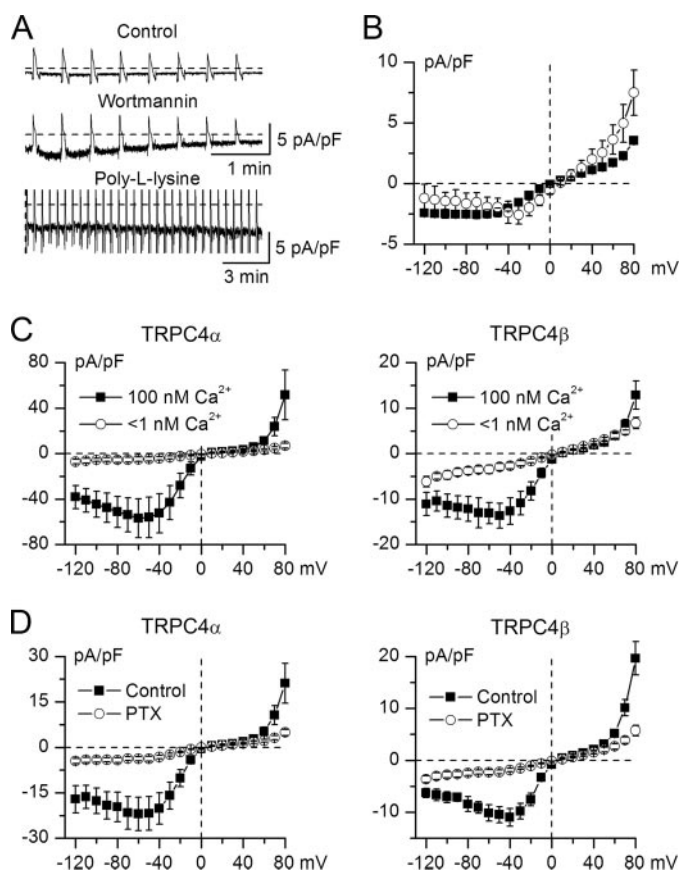 A
Control
Wortmannin
5 pA/pF
1 min
Poly-L-lysine
5 pA/pF
3 min
B
pA/pF
10
5
0
-5
-120 -80 -40 0 40 80 mV
C
TRPC4α
pA/pF
80
40
0
-40
-80
100 nM Ca²⁺
<1 nM Ca²⁺
-120 -80 -40 0 40 80 mV
TRPC4β
pA/pF
20
10
0
-10
-20
100 nM Ca²⁺
<1 nM Ca²⁺
-120 -80 -40 0 40 80 mV
D
TRPC4α
pA/pF
30
15
0
-15
-30
Control
PTX
-120 -80 -40 0 40 80 mV
TRPC4β
pA/pF
20
10
0
-10
Control
PTX
-120 -80 -40 0 40 80 mV